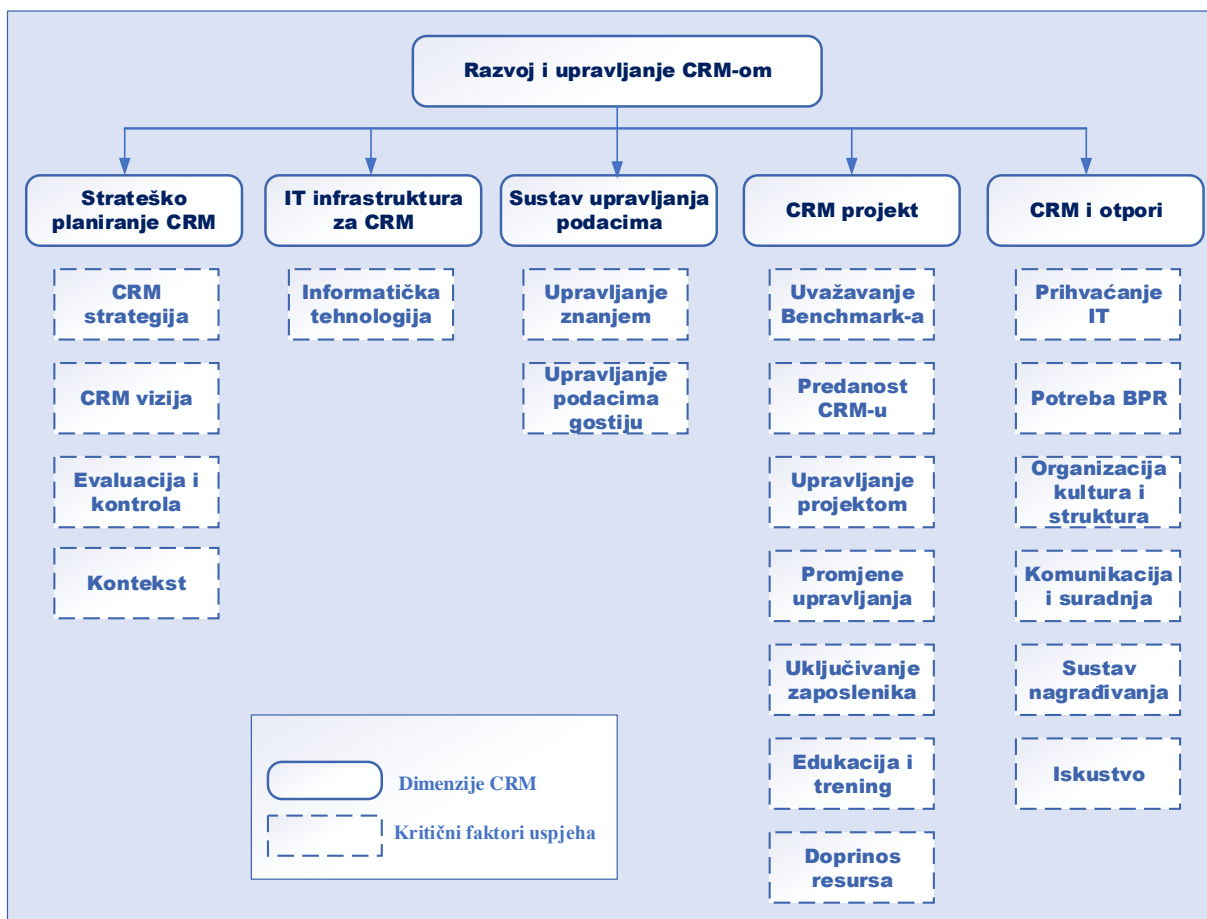 Razvoj i upravljanje CRM-om
Strateško
planiranje CRM
IT infrastruktura
za CRM
Sustav upravljanja
podacima
CRM projekt
CRM i otpori
CRM
strategija
CRM vizija
Evaluacija i
kontrola
Kontekst
Informatička
tehnologija
Upravljanje
znanjem
Upravljanje
podacima
gostiju
Uvažavanje
Benchmark-a
Predanost
CRM-u
Upravljanje
projektom
Promjene
upravljanja
Uključivanje
zaposlenika
Edukacija i
trening
Doprinos
resursa
Prihvaćanje
IT
Potreba BPR
Organizacija
kultura i
struktura
Komunikacija
i suradnja
Sustav
nagrađivanja
Iskustvo
Dimenzije CRM
Kritični faktori uspjeha